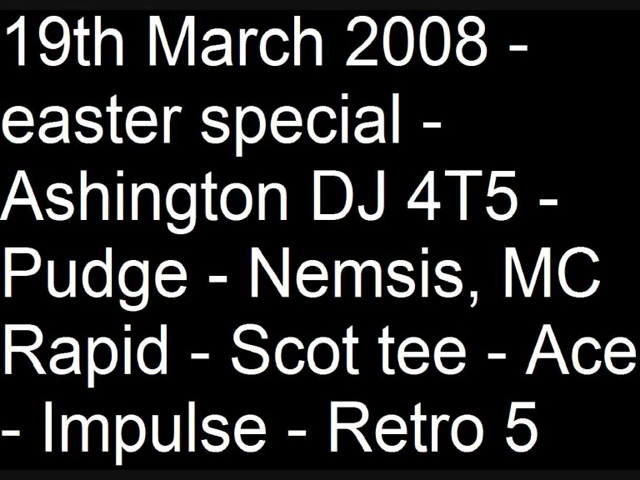 19th March 2008 -
easter special -
Ashington DJ 4T5 -
Pudge - Nemsis, MC
Rapid - Scot tee - Ace
- Impulse - Retro 5